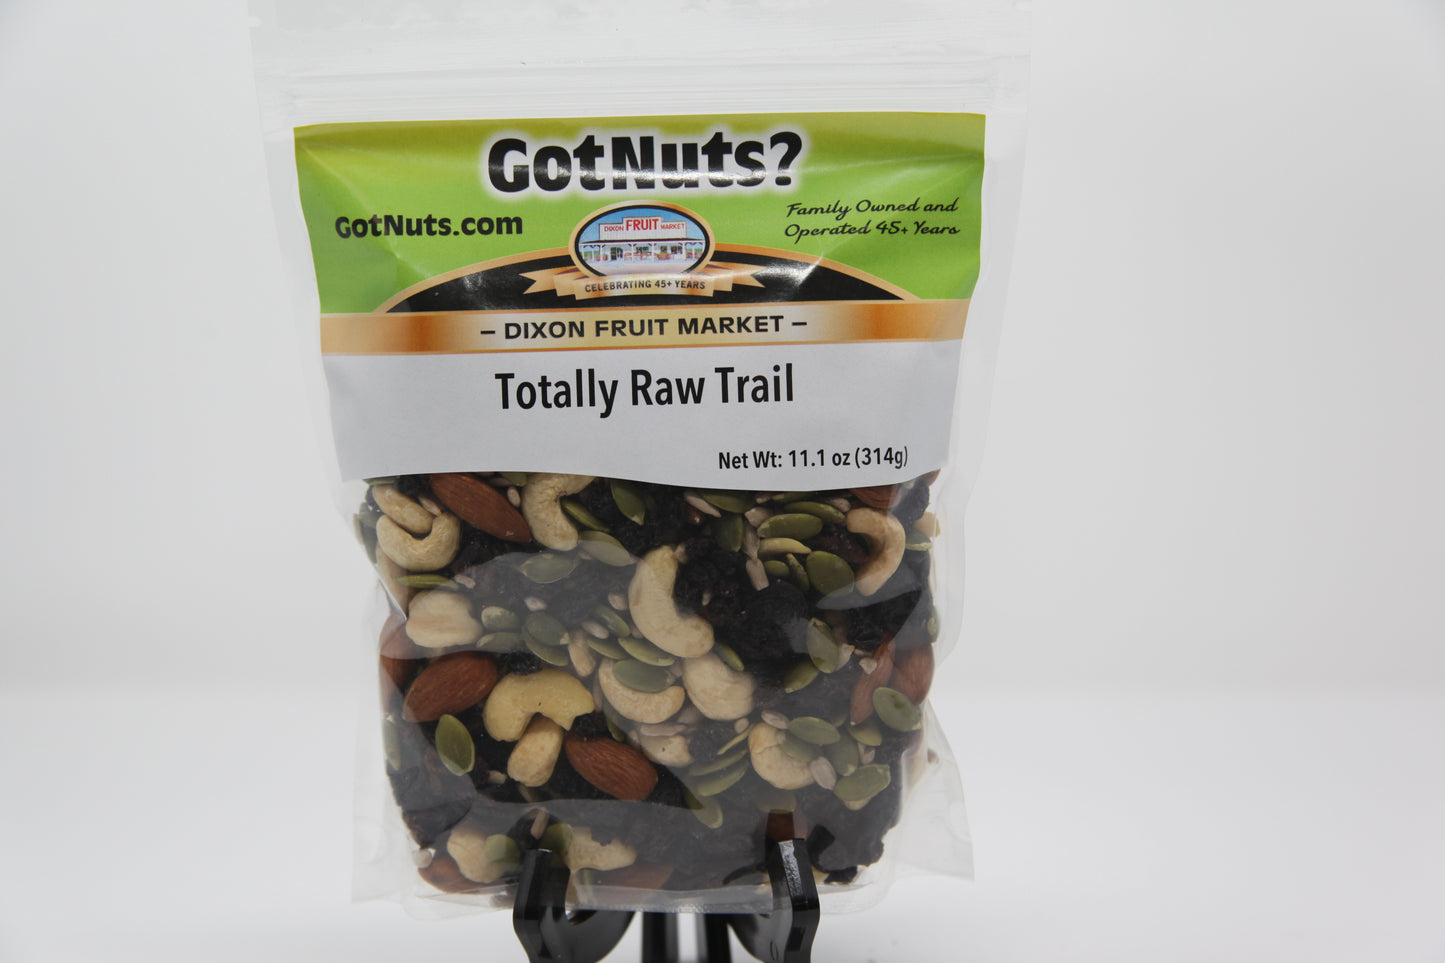 GotNuts?
GotNuts.com
Family Owned and
Operated 45+ Years
DIXON FRUIT MARKET
CELEBRATING 45+ YEARS
– DIXON FRUIT MARKET –
Totally Raw Trail
Net Wt: 11.1 oz (314g)